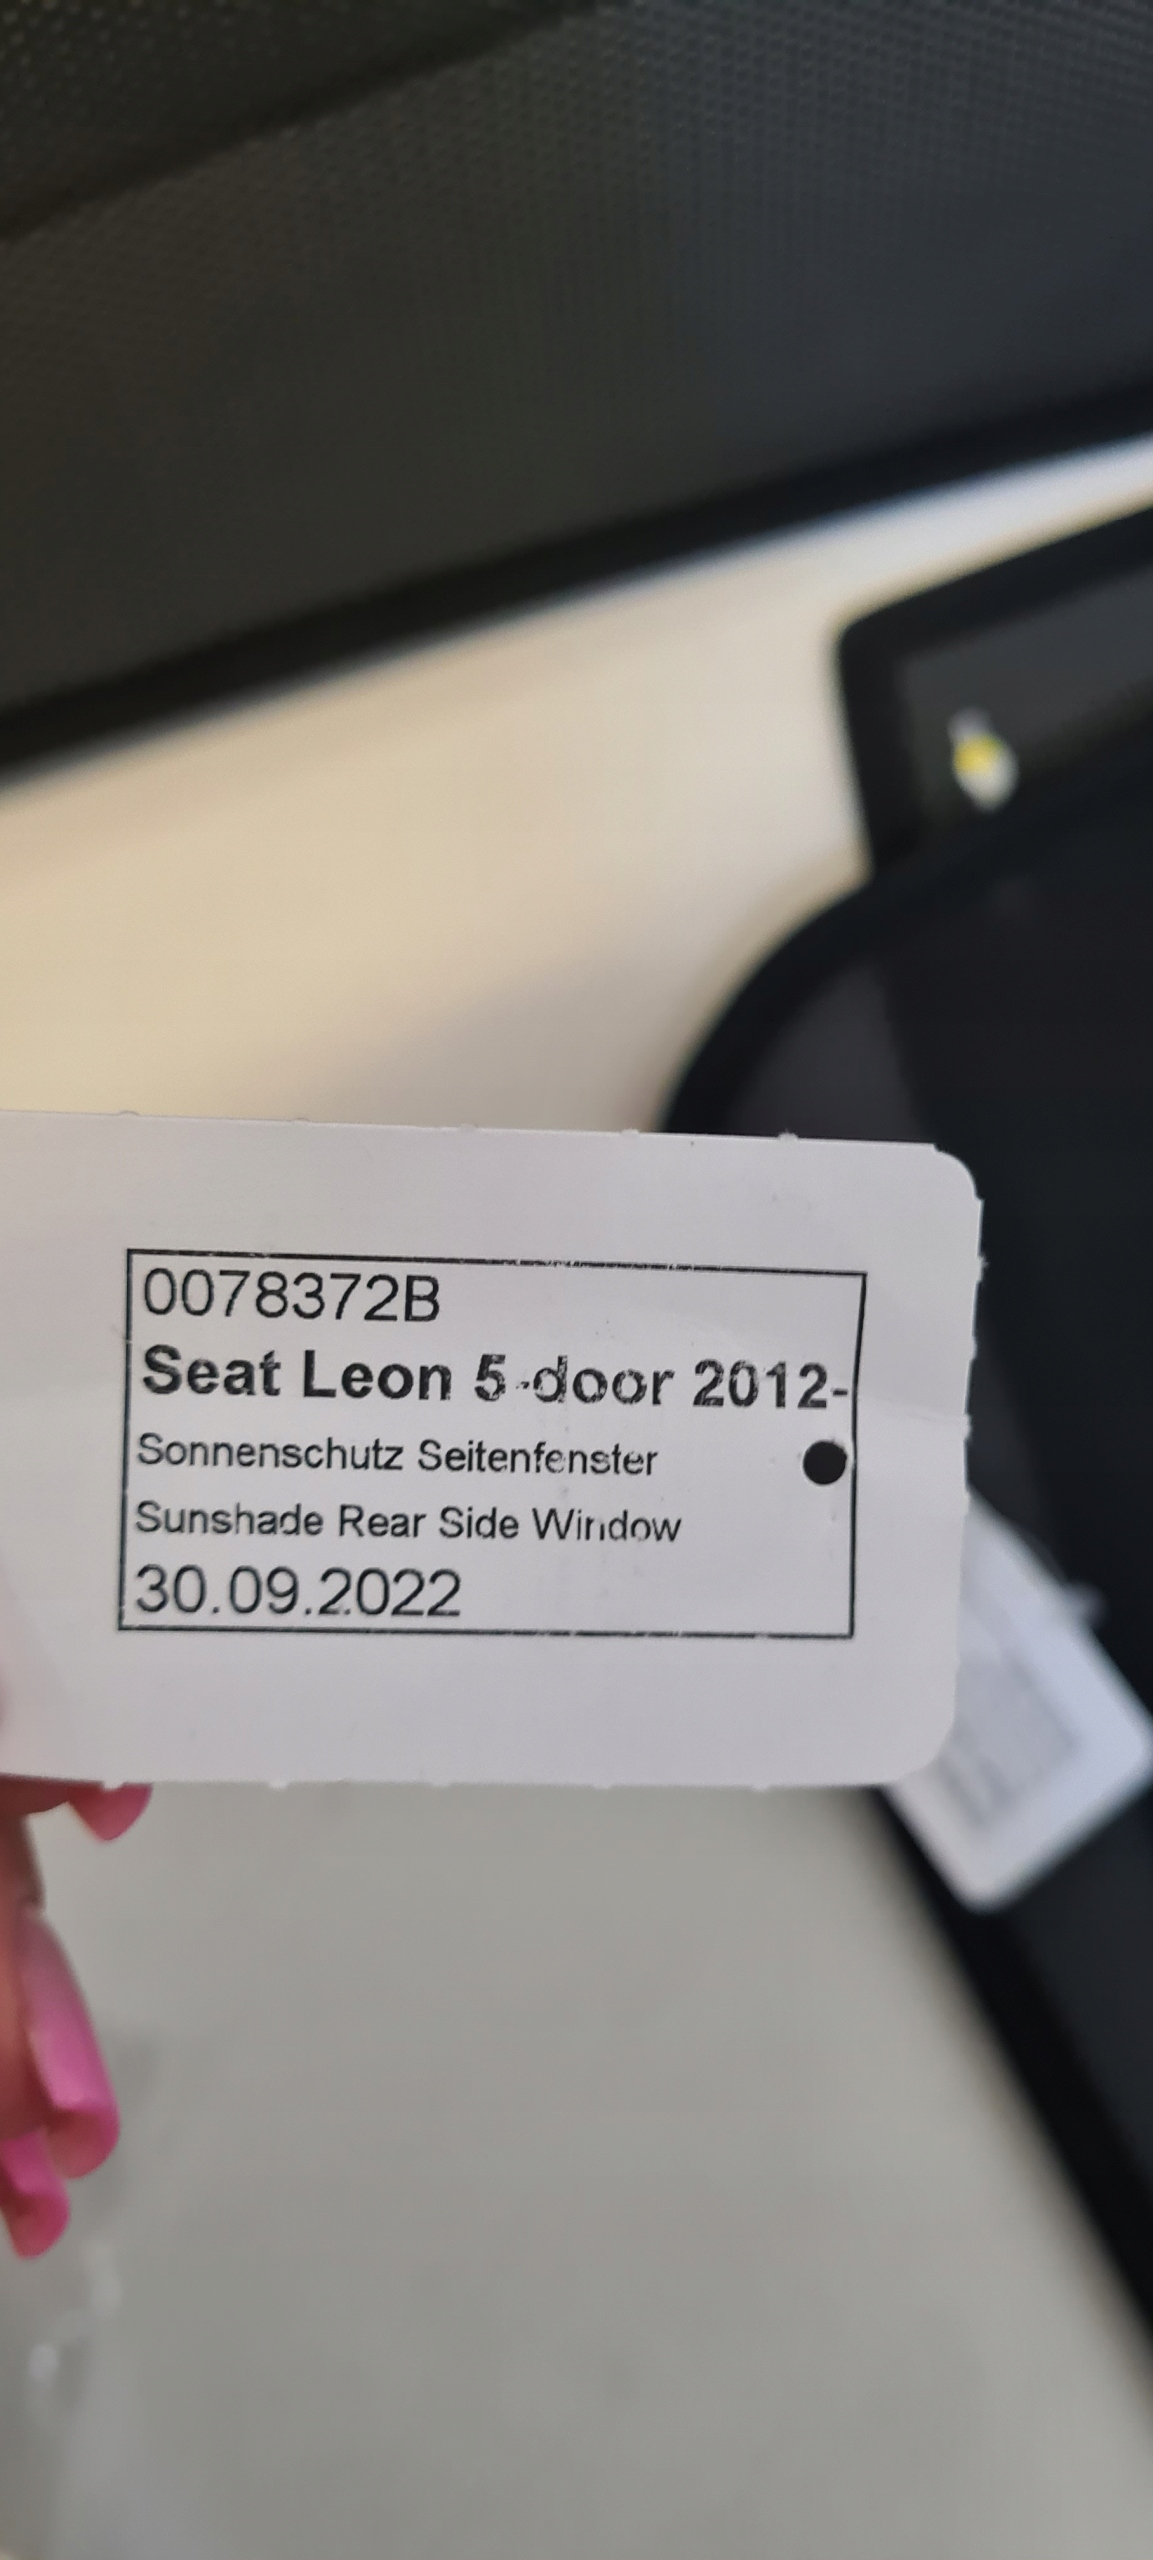 0078372B
Seat Leon 5-door 2012-
Sonnenschutz Seitenfenster
Sunshade Rear Side Window
30.09.2022